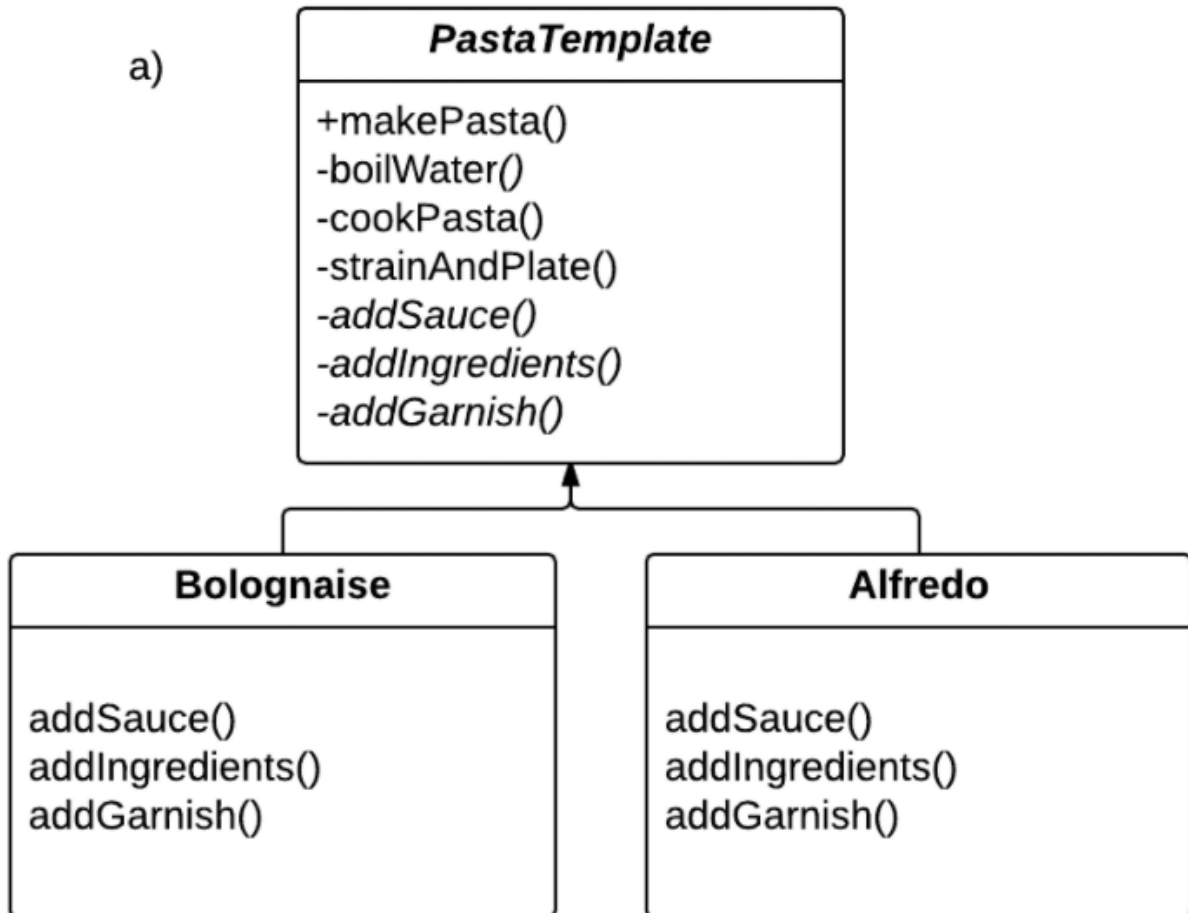 a)
PastaTemplate
+makePasta()
-boilWater()
-cookPasta()
-strainAndPlate()
-addSauce()
-addIngredients()
-addGarnish()
Bolognaise
addSauce()
addIngredients()
addGarnish()
Alfredo
addSauce()
addIngredients()
addGarnish()